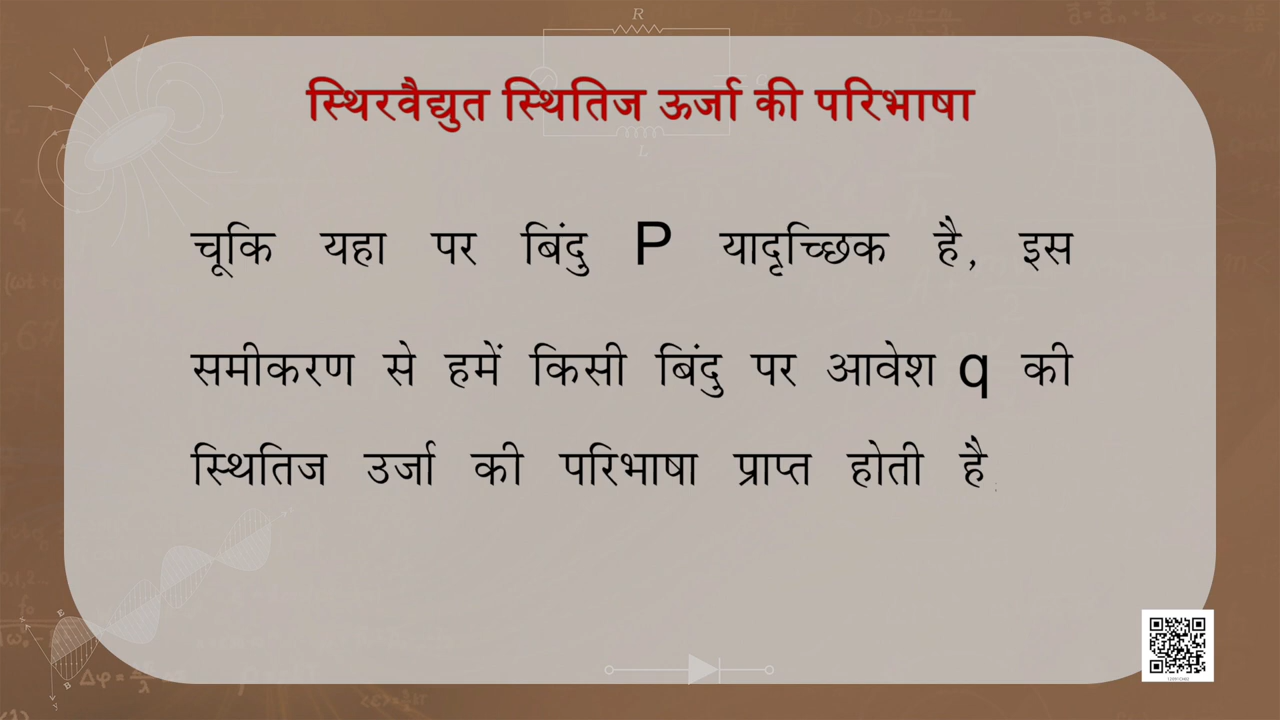 R
स्थिरवैद्युत स्थितिज ऊर्जा की परिभाषा
L
चूकि यहा पर बिंदु P यादृच्छिक है, इस
समीकरण से हमें किसी बिंदु पर आवेश q की
स्थितिज उर्जा की परिभाषा प्राप्त होती है